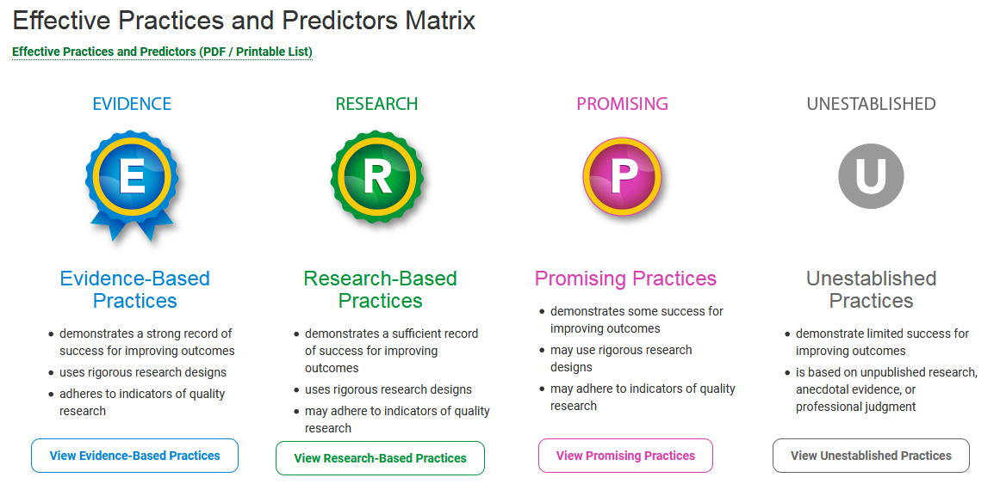 Effective Practices and Predictors Matrix
Effective Practices and Predictors (PDF / Printable List)
EVIDENCE
E
Evidence-Based
Practices
demonstrates a strong record of
success for improving outcomes
uses rigorous research designs
adheres to indicators of quality
research
View Evidence-Based Practices
RESEARCH
R
Research-Based
Practices
demonstrates a sufficient record
of success for improving
outcomes
uses rigorous research designs
may adhere to indicators of quality
research
View Research-Based Practices
PROMISING
P
Promising Practices
demonstrates some success for
improving outcomes
may use rigorous research
designs
may adhere to indicators of quality
research
View Promising Practices
UNESTABLISHED
U
Unestablished
Practices
demonstrate limited success for
improving outcomes
is based on unpublished research,
anecdotal evidence, or
professional judgment
View Unestablished Practices